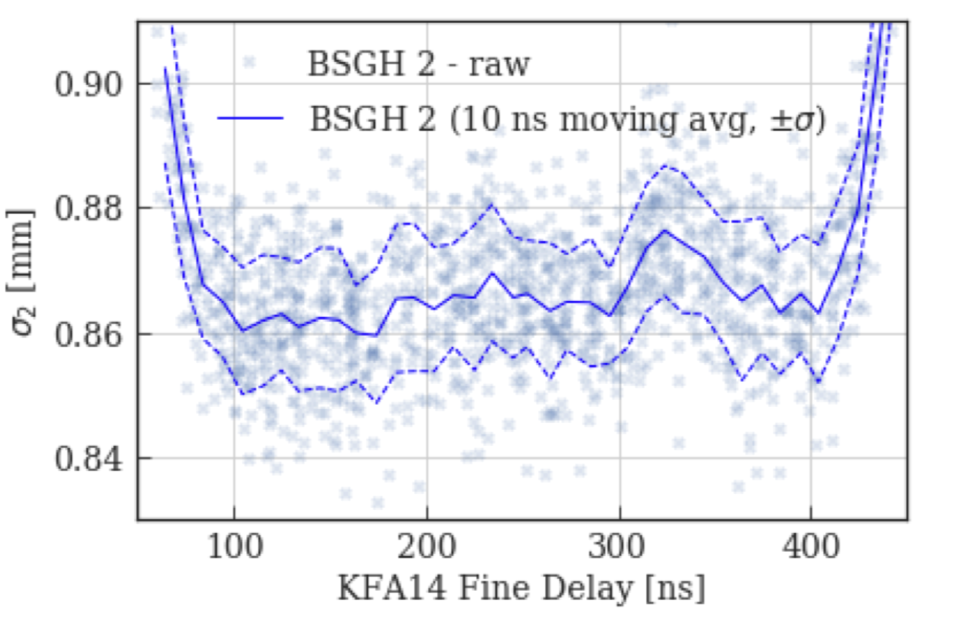 BSGH 2 - raw
BSGH 2 (10 ns moving avg, ±σ)
0.90
0.88
0.86
0.84
σ₂ [mm]
100 200 300 400
KFA14 Fine Delay [ns]